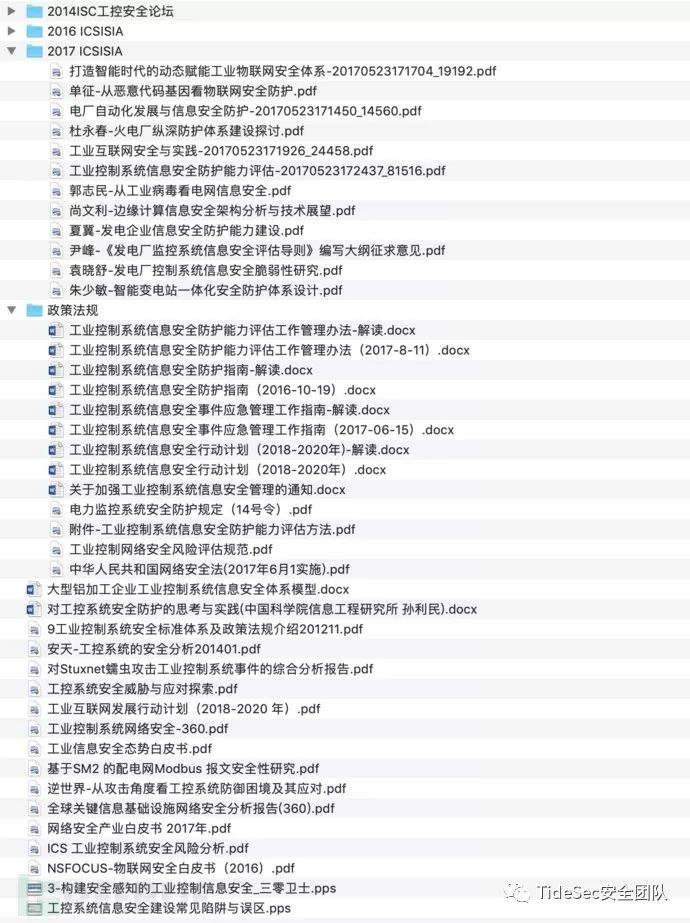 2014ISC工控安全论坛
2016 ICSISIA
2017 ICSISIA
打造智能时代的动态赋能工业物联网安全体系-20170523171704_19192.pdf
单征-从恶意代码基因看物联网安全防护.pdf
电厂自动化发展与信息安全防护-20170523171450_14560.pdf
杜永春-火电厂纵深防护体系建设探讨.pdf
工业互联网安全与实践-20170523171926_24458.pdf
工业控制系统信息安全防护能力评估-20170523172437_81516.pdf
郭志民-从工业病毒看电网信息安全.pdf
尚文利-边缘计算信息安全架构分析与技术展望.pdf
夏冀-发电企业信息安全防护能力建设.pdf
尹峰-《发电厂监控系统信息安全评估导则》编写大纲征求意见.pdf
袁晓舒-发电厂控制系统信息安全脆弱性研究.pdf
朱少敏-智能变电站一体化安全防护体系设计.pdf
政策法规
工业控制系统信息安全防护能力评估工作管理办法-解读.docx
工业控制系统信息安全防护能力评估工作管理办法（2017-8-11）.docx
工业控制系统信息安全防护指南-解读.docx
工业控制系统信息安全防护指南（2016-10-19）.docx
工业控制系统信息安全事件应急管理工作指南-解读.docx
工业控制系统信息安全事件应急管理工作指南（2017-06-15）.docx
工业控制系统信息安全行动计划（2018-2020年)-解读.docx
工业控制系统信息安全行动计划（2018-2020年）.docx
关于加强工业控制系统信息安全管理的通知.docx
电力监控系统安全防护规定（14号令）.pdf
附件-工业控制系统信息安全防护能力评估方法.pdf
工业控制网络安全风险评估规范.pdf
中华人民共和国网络安全法(2017年6月1实施).pdf
大型铝加工企业工业控制系统信息安全体系模型.docx
对工控系统安全防护的思考与实践(中国科学院信息工程研究所 孙利民).docx
9工业控制系统安全标准体系及政策法规介绍201211.pdf
安天-工控系统的安全分析201401.pdf
对Stuxnet蠕虫攻击工业控制系统事件的综合分析报告.pdf
工控系统安全威胁与应对探索.pdf
工业互联网发展行动计划（2018-2020 年）.pdf
工业控制系统网络安全-360.pdf
工业信息安全态势白皮书.pdf
基于SM2 的配电网Modbus 报文安全性研究.pdf
逆世界-从攻击角度看工控系统防御困境及其应对.pdf
全球关键信息基础设施网络安全分析报告(360).pdf
网络安全产业白皮书 2017年.pdf
ICS 工业控制系统安全风险分析.pdf
NSFOCUS-物联网安全白皮书（2016）.pdf
3-构建安全感知的工业控制信息安全_三零卫士.pps
工控系统信息安全建设常见陷阱与误区.pps
TideSec安全团队